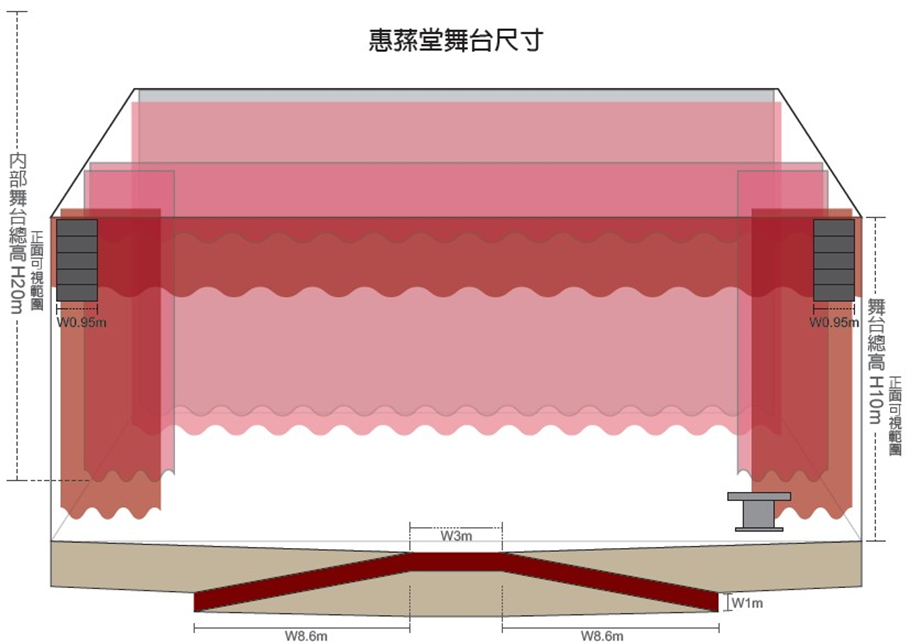 惠蓀堂舞台尺寸
內部舞台總高 H20m
正面可視範圍
W0.95m
W0.95m
舞台總高 H10m
正面可視範圍
W3m
W1m
W8.6m
W8.6m